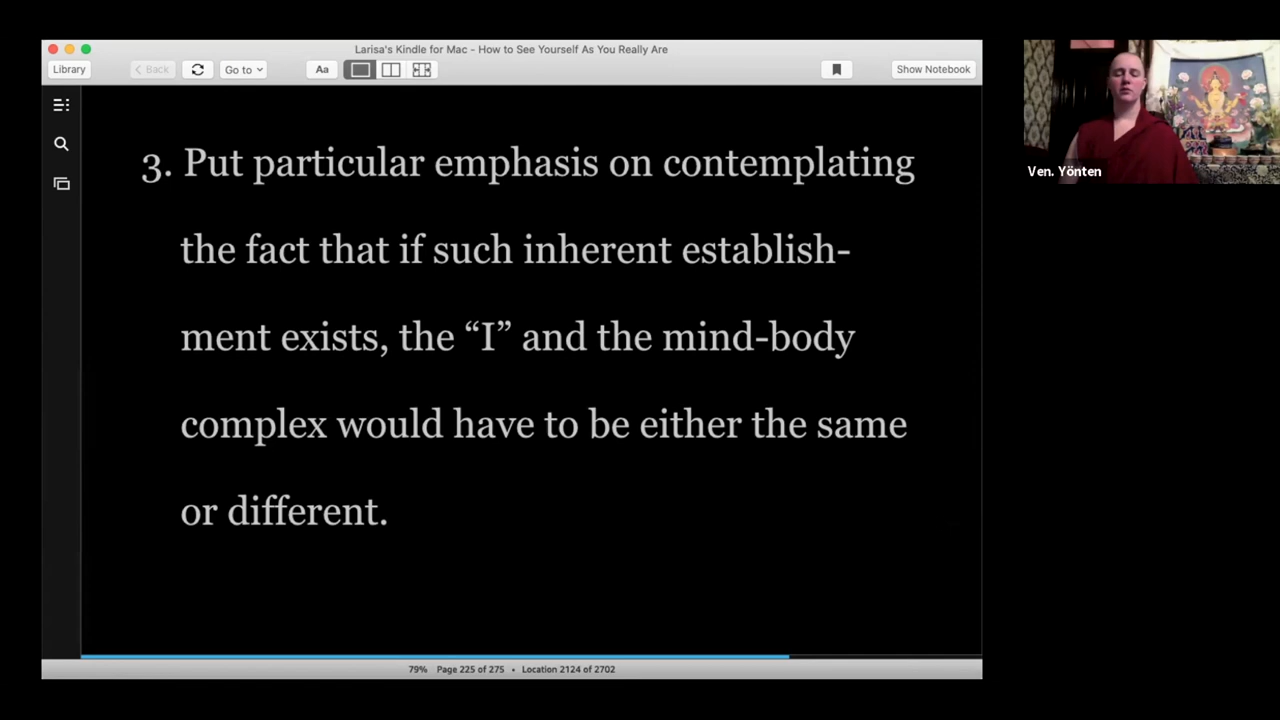 Larisa's Kindle for Mac - How to See Yourself As You Really Are
Library
Back
Go to
Aa
Show Notebook
3. Put particular emphasis on contemplating
the fact that if such inherent establish-
ment exists, the “I” and the mind-body
complex would have to be either the same
or different.
79% Page 225 of 275 • Location 2124 of 2702
Ven. Yönten